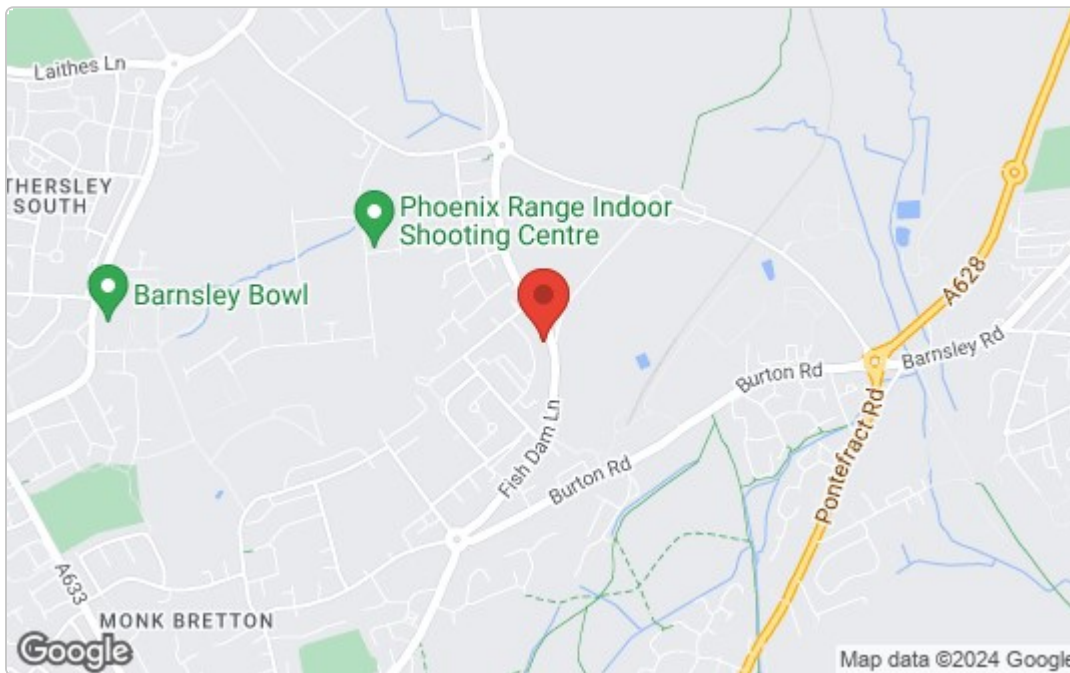 Laithes Ln
THERSLEY
SOUTH
Phoenix Range Indoor
Shooting Centre
Barnsley Bowl
A628
Barnsley Rd
Burton Rd
Pontefract Rd
Fish Dam Ln
Burton Rd
A633
MONK BRETTON
Google
Map data ©2024 Google